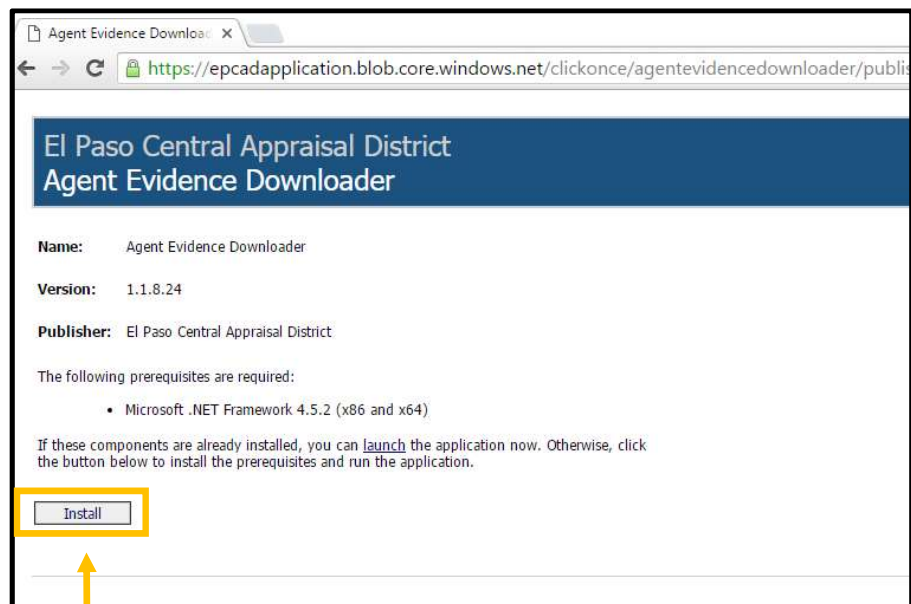 Agent Evidence Downloac
https://epcadapplication.blob.core.windows.net/clickonce/agentevidencedownloader/publis
El Paso Central Appraisal District
Agent Evidence Downloader
Name: Agent Evidence Downloader
Version: 1.1.8.24
Publisher: El Paso Central Appraisal District
The following prerequisites are required:
• Microsoft .NET Framework 4.5.2 (x86 and x64)
If these components are already installed, you can launch the application now. Otherwise, click
the button below to install the prerequisites and run the application.
Install